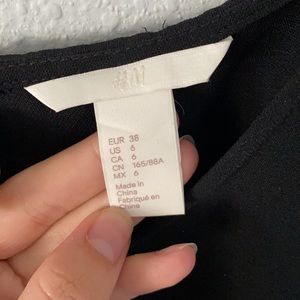 H&M
EUR 38
US 6
CA 6
CN 165/88A
MX 6
Made in
China
Fabriqué en
Chine